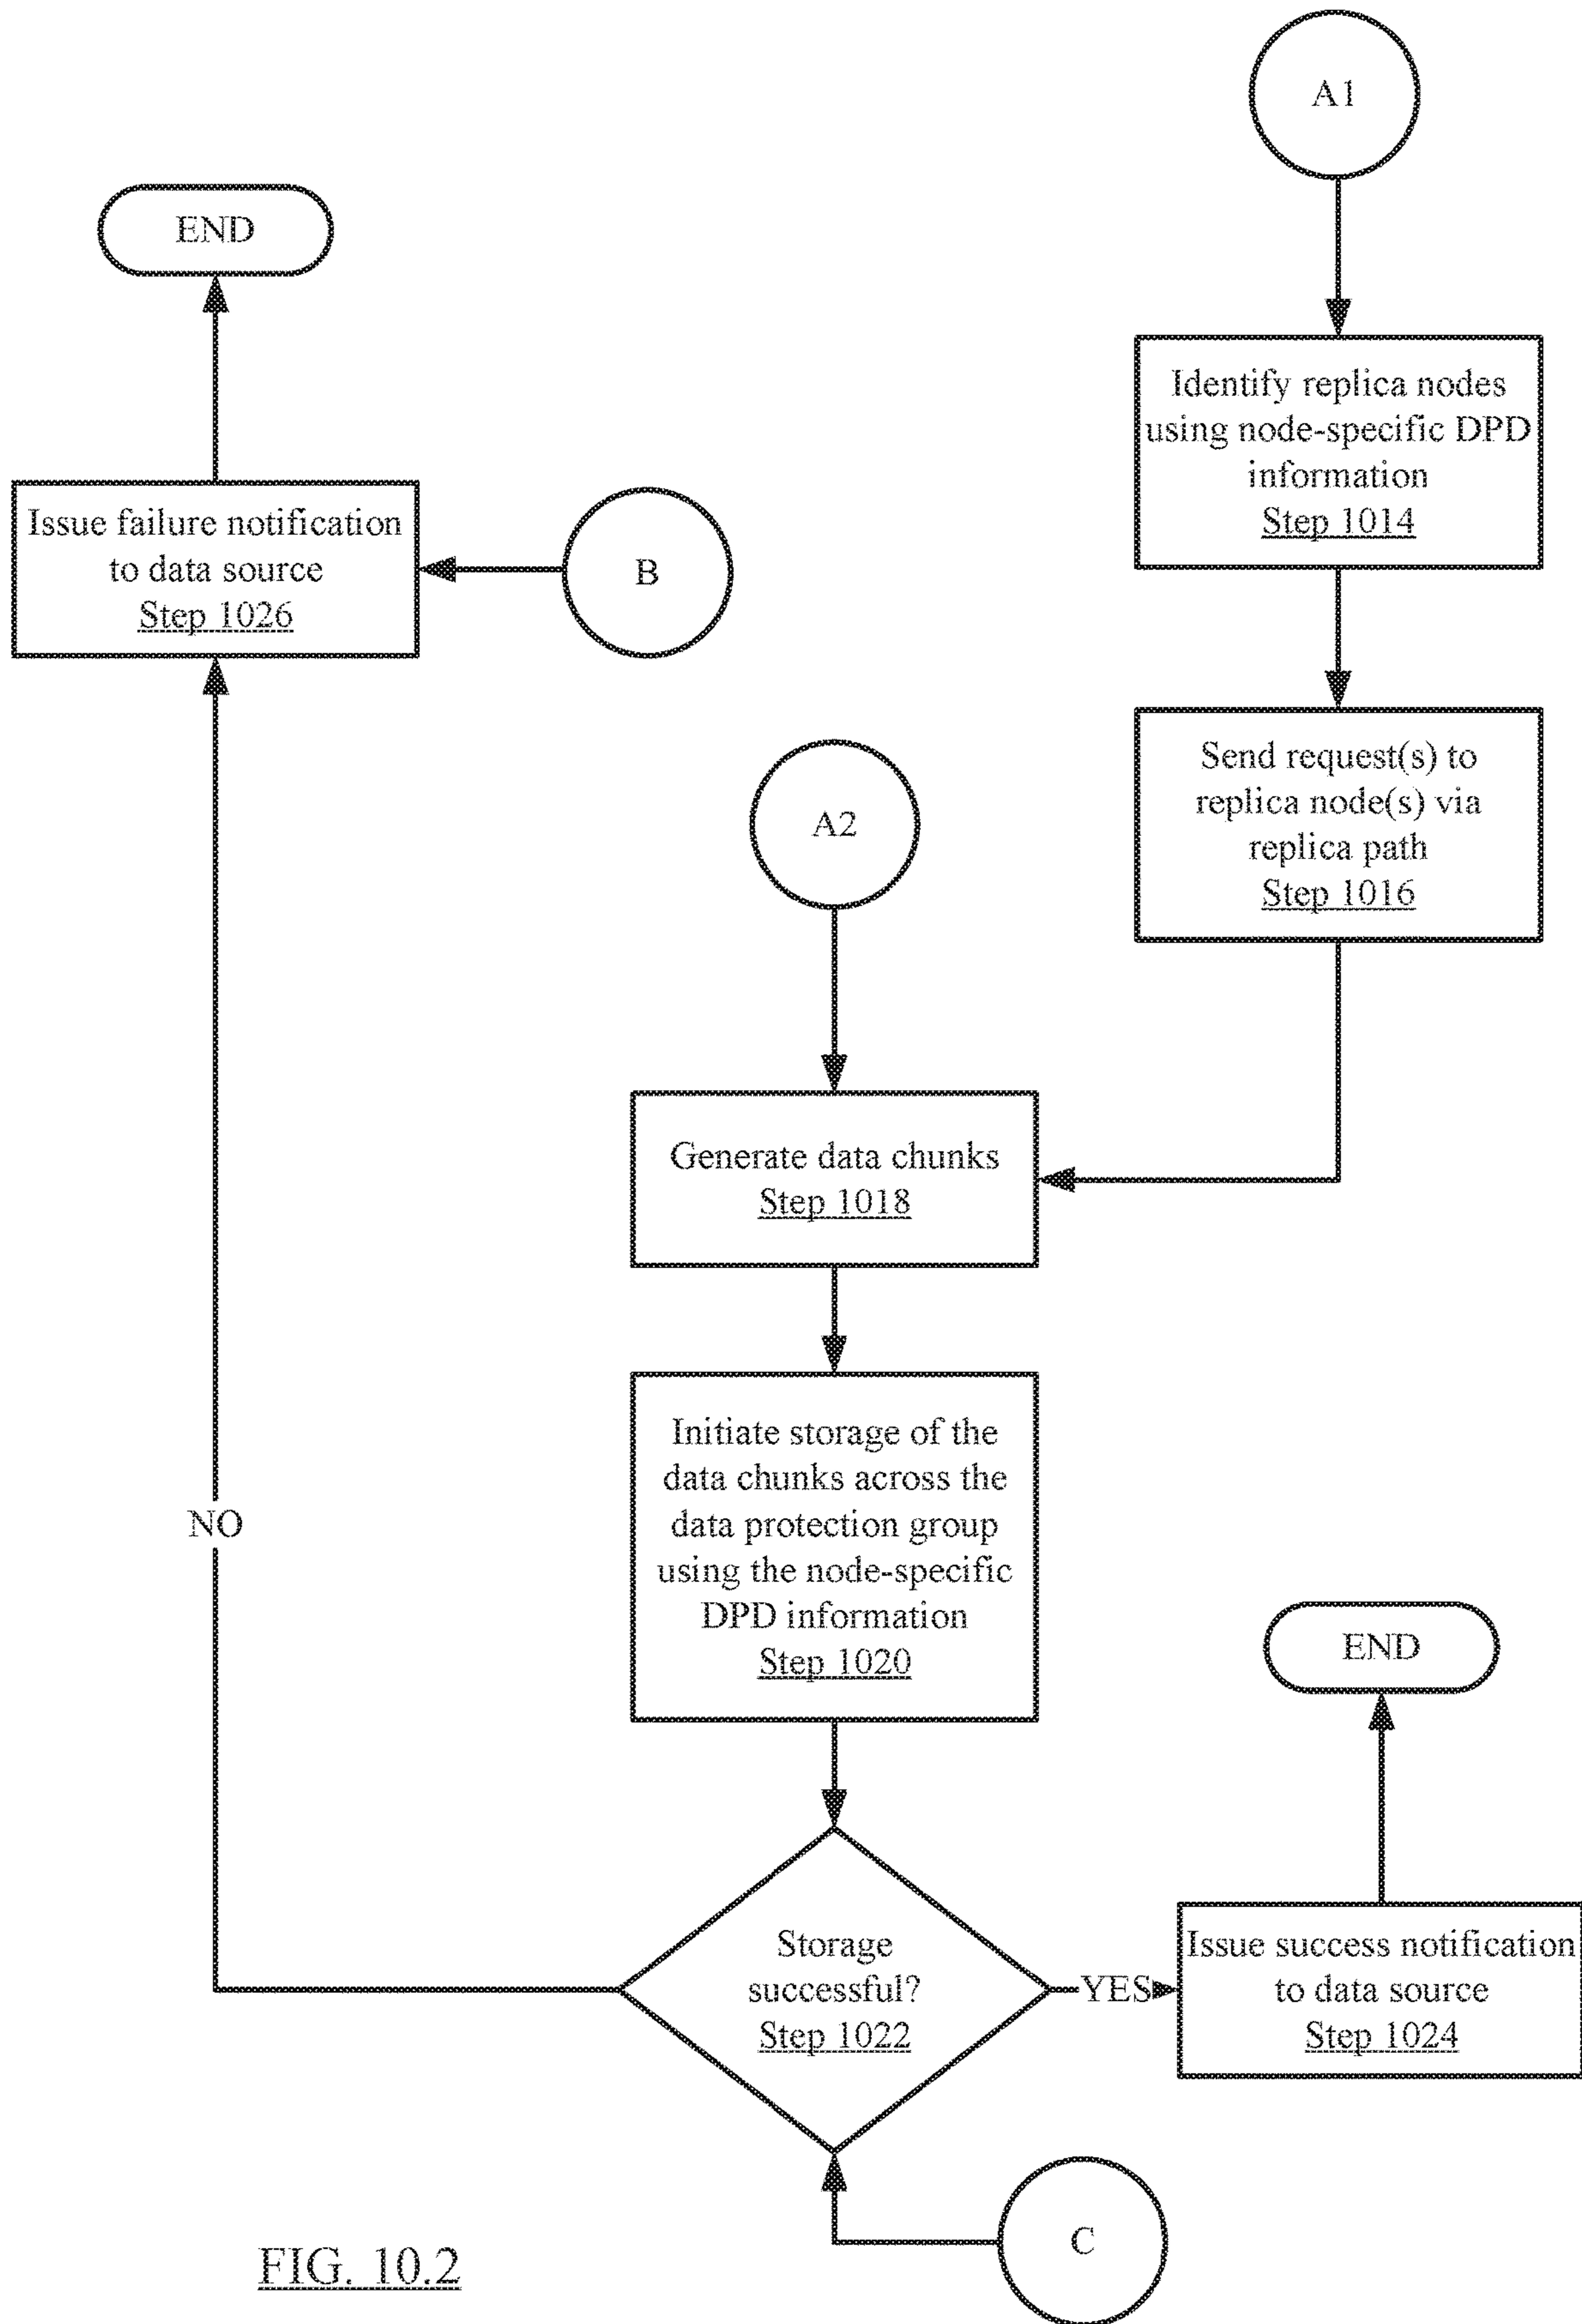 A1
END
Identify replica nodes
using node-specific DPD
information
Step 1014
Issue failure notification
to data source
Step 1026
B
Send request(s) to
replica node(s) via
replica path
Step 1016
A2
Generate data chunks
Step 1018
Initiate storage of the
data chunks across the
data protection group
using the node-specific
DPD information
Step 1020
NO
END
Storage
successful?
Step 1022
YES
Issue success notification
to data source
Step 1024
C
FIG. 10.2